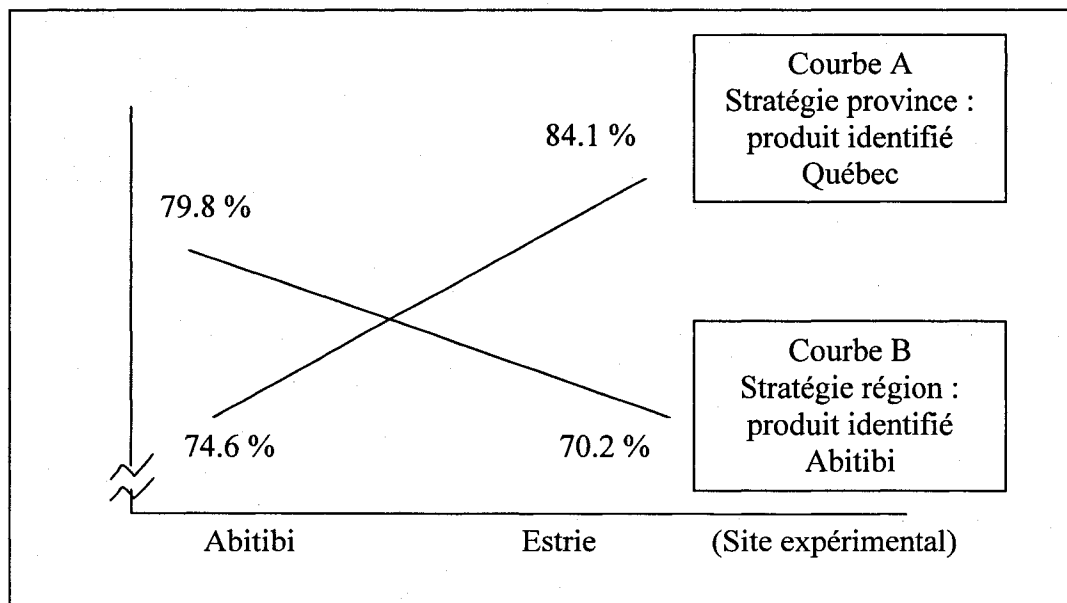 Courbe A
Stratégie province :
produit identifié
Québec
84.1 %
79.8 %
Courbe B
Stratégie région :
produit identifié
Abitibi
74.6 %
70.2 %
Abitibi
Estrie
(Site expérimental)